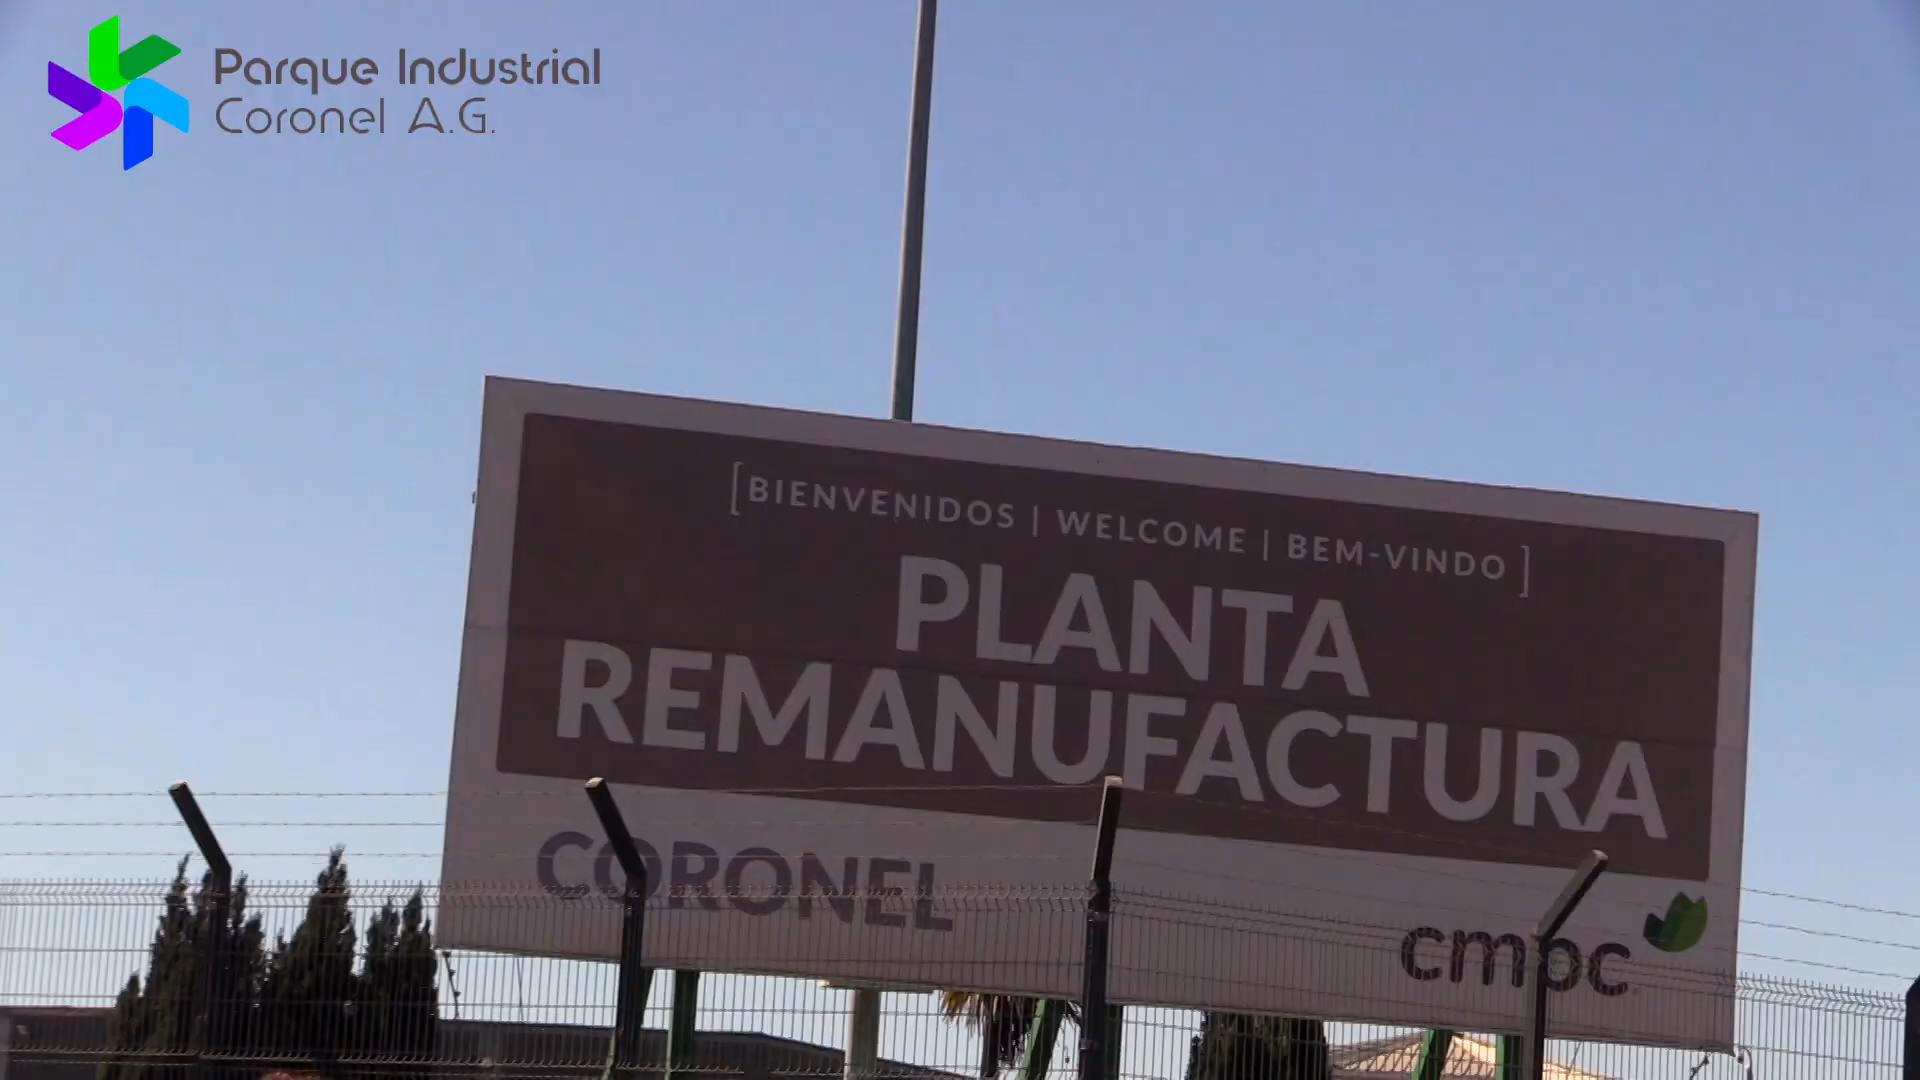 Parque Industrial
Coronel A.G.
[BIENVENIDOS | WELCOME | BEM-VINDO]
PLANTA
REMANUFACTURA
CORONEL
cmpc